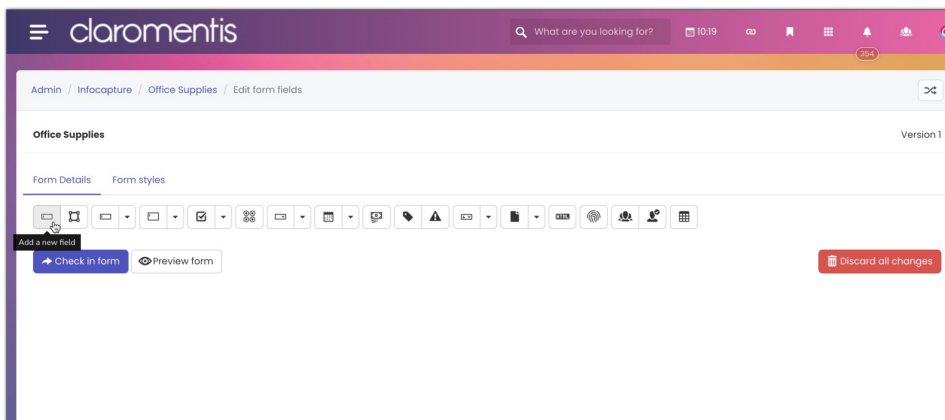 claromentis
What are you looking for?
10:19
354
Admin / Infocapture / Office Supplies / Edit form fields
Office Supplies
Version 1
Form Details
Form styles
HTML
Add a new field
Check in form
Preview form
Discard all changes